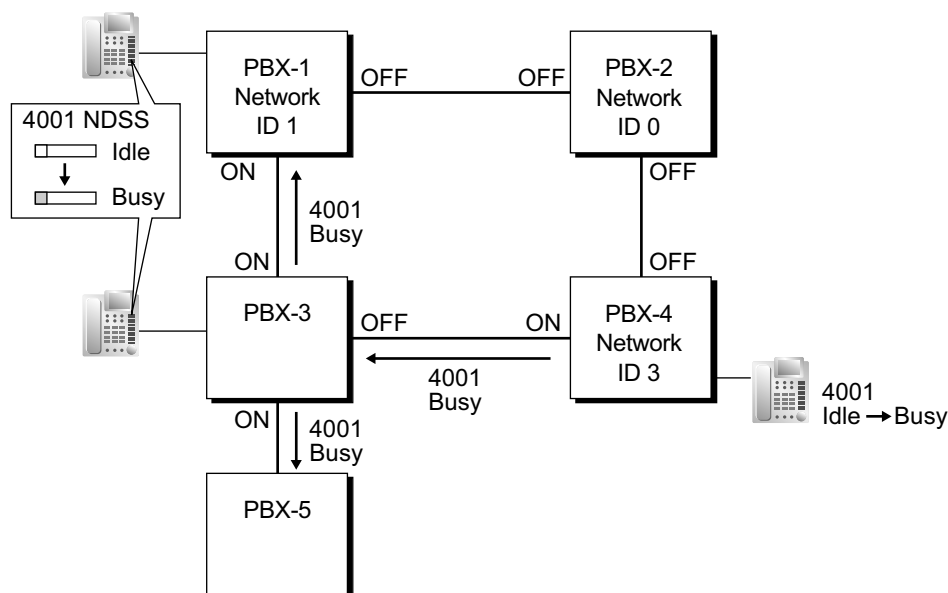 PBX-1
Network
ID 1
OFF
OFF
PBX-2
Network
ID 0
4001 NDSS
Idle
Busy
ON
OFF
4001
Busy
ON
OFF
PBX-3
OFF
ON
PBX-4
Network
ID 3
4001
Busy
4001
Idle
Busy
ON
4001
Busy
PBX-5